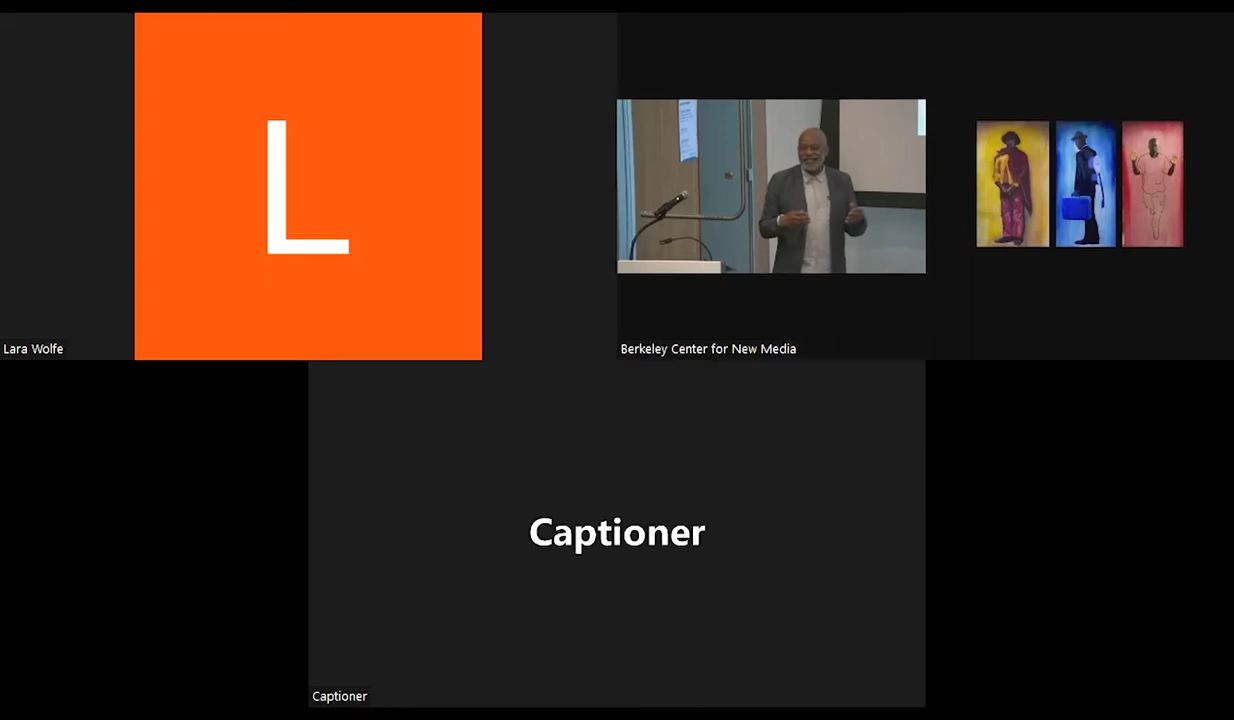 L
Lara Wolfe
Berkeley Center for New Media
Captioner
Captioner